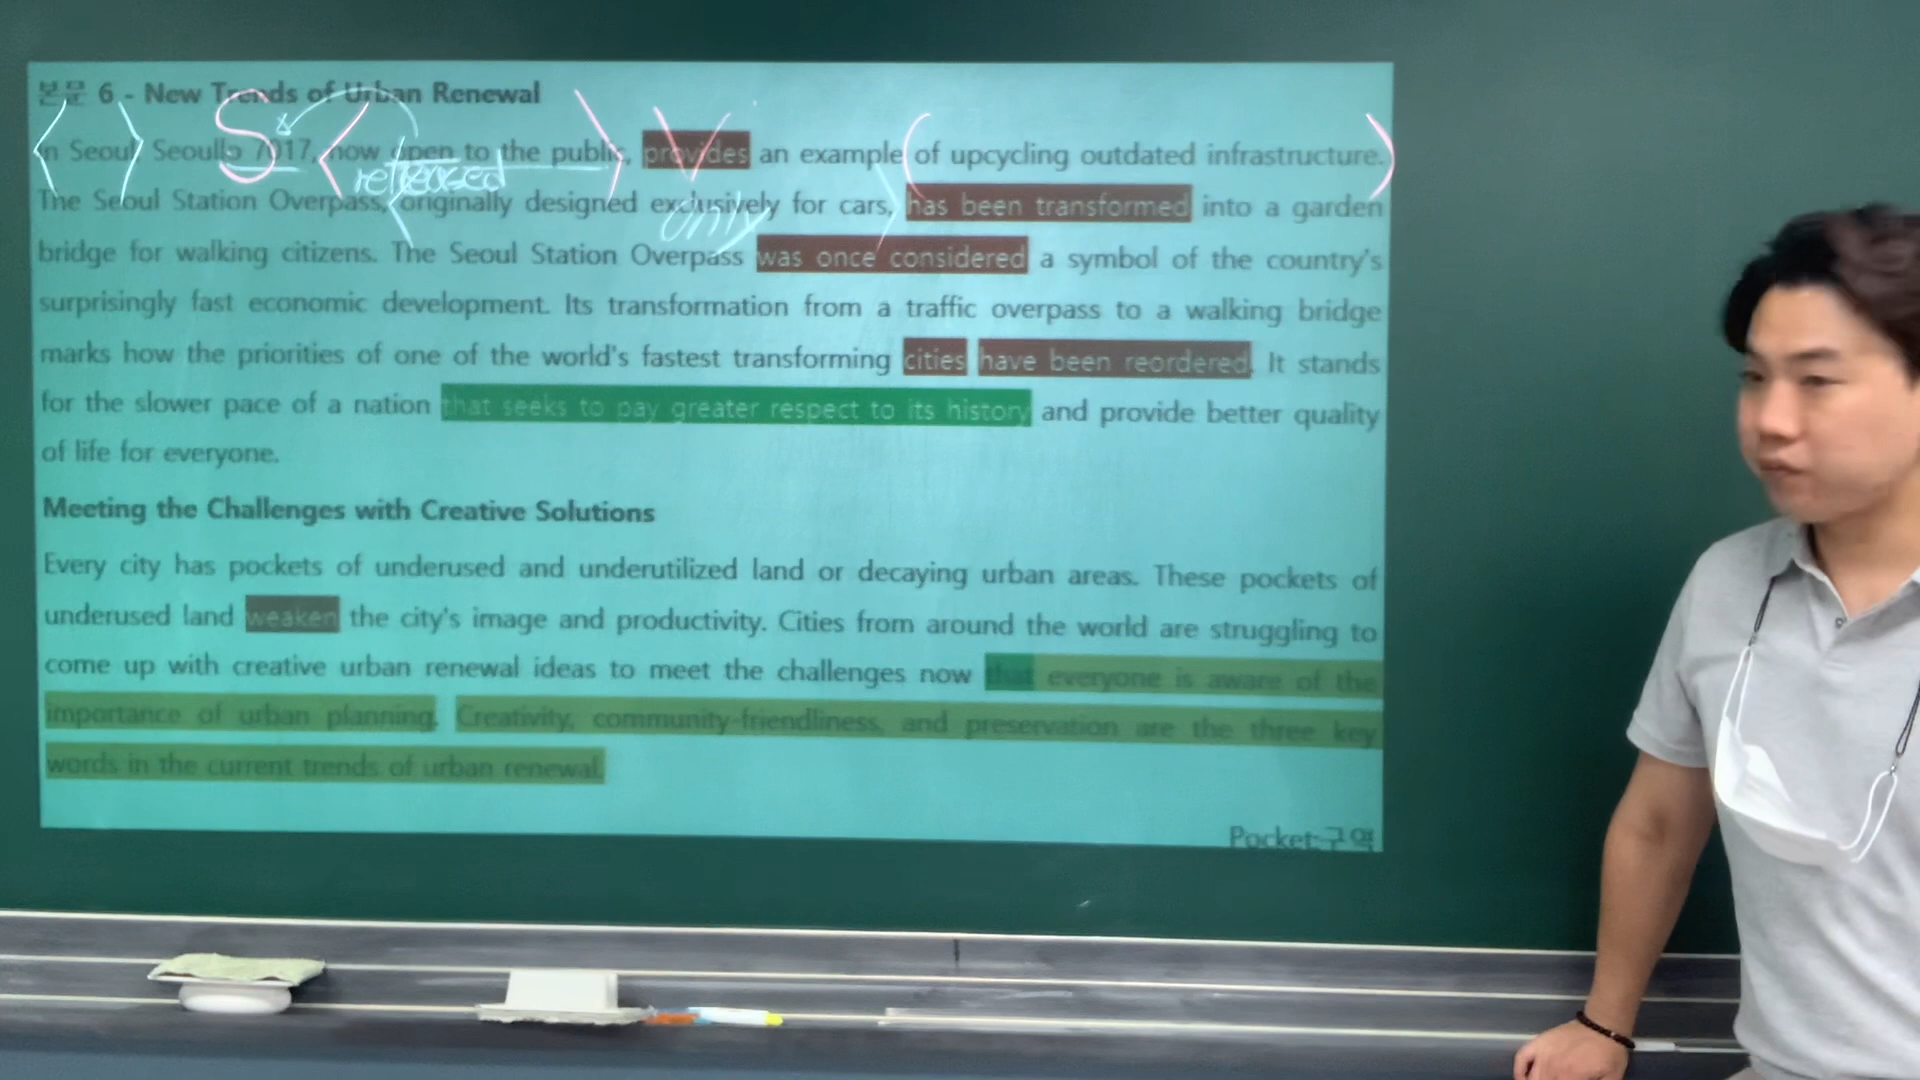 본문 6 - New Trends of Urban Renewal
In Seoul, Seoullo 7017, now open to the public, provides an example of upcycling outdated infrastructure.
S V
released
The Seoul Station Overpass, originally designed exclusively for cars, has been transformed into a garden
only
bridge for walking citizens. The Seoul Station Overpass was once considered a symbol of the country's
surprisingly fast economic development. Its transformation from a traffic overpass to a walking bridge
marks how the priorities of one of the world's fastest transforming cities have been reordered. It stands
for the slower pace of a nation that seeks to pay greater respect to its history and provide better quality
of life for everyone.
Meeting the Challenges with Creative Solutions
Every city has pockets of underused and underutilized land or decaying urban areas. These pockets of
underused land weaken the city's image and productivity. Cities from around the world are struggling to
come up with creative urban renewal ideas to meet the challenges now that everyone is aware of the
importance of urban planning. Creativity, community-friendliness, and preservation are the three key
words in the current trends of urban renewal.
Pocket:구역